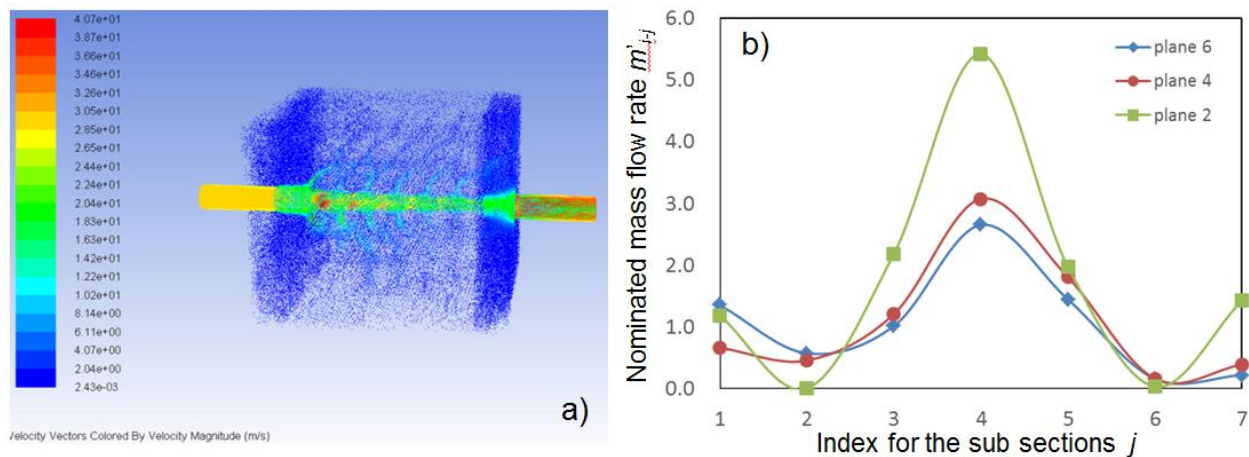 4.07e+01
3.87e+01
3.66e+01
3.46e+01
3.26e+01
3.05e+01
2.85e+01
2.65e+01
2.44e+01
2.24e+01
2.04e+01
1.83e+01
1.63e+01
1.42e+01
1.22e+01
1.02e+01
8.14e+00
6.11e+00
4.07e+00
2.04e+00
2.43e-03
a)
Velocity Vectors Colored By Velocity Magnitude (m/s)
b)
Nominated mass flow rate m'i-j
6.0
5.0
4.0
3.0
2.0
1.0
0.0
plane 6
plane 4
plane 2
1 2 3 4 5 6 7
Index for the sub sections j